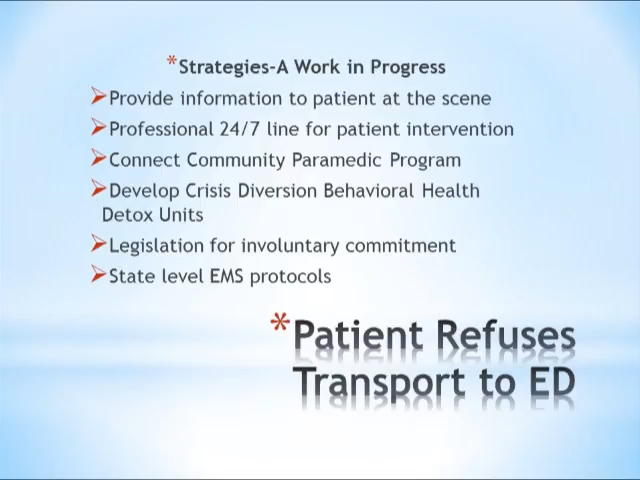 *Strategies-A Work in Progress
➢Provide information to patient at the scene
➢Professional 24/7 line for patient intervention
➢Connect Community Paramedic Program
➢Develop Crisis Diversion Behavioral Health
Detox Units
➢Legislation for involuntary commitment
➢State level EMS protocols
*Patient Refuses
Transport to ED